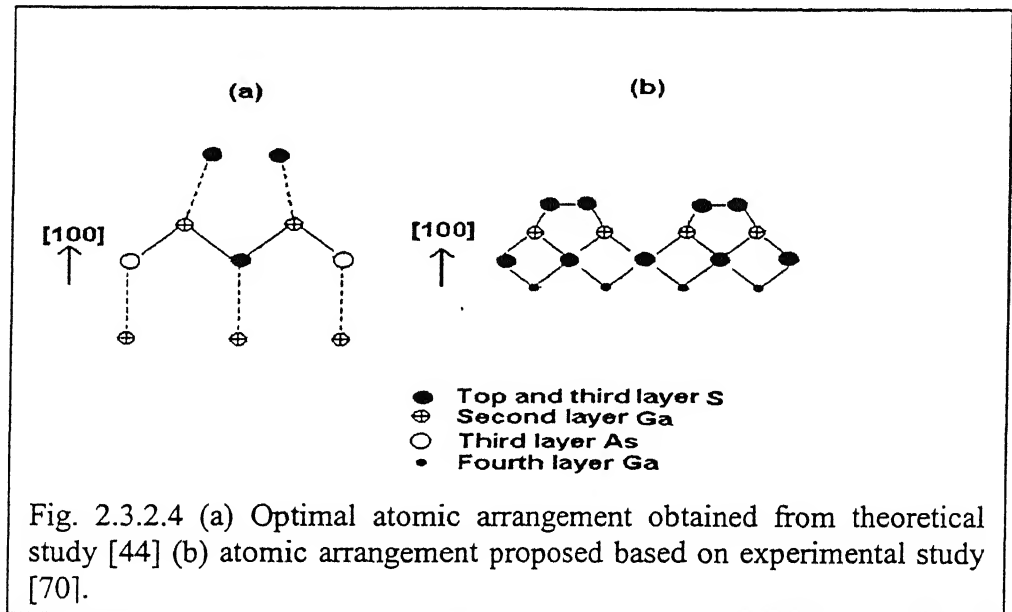 (a)
(b)
[100]
[100]
Top and third layer S
Second layer Ga
Third layer As
Fourth layer Ga
Fig. 2.3.2.4 (a) Optimal atomic arrangement obtained from theoretical
study [44] (b) atomic arrangement proposed based on experimental study
[70].